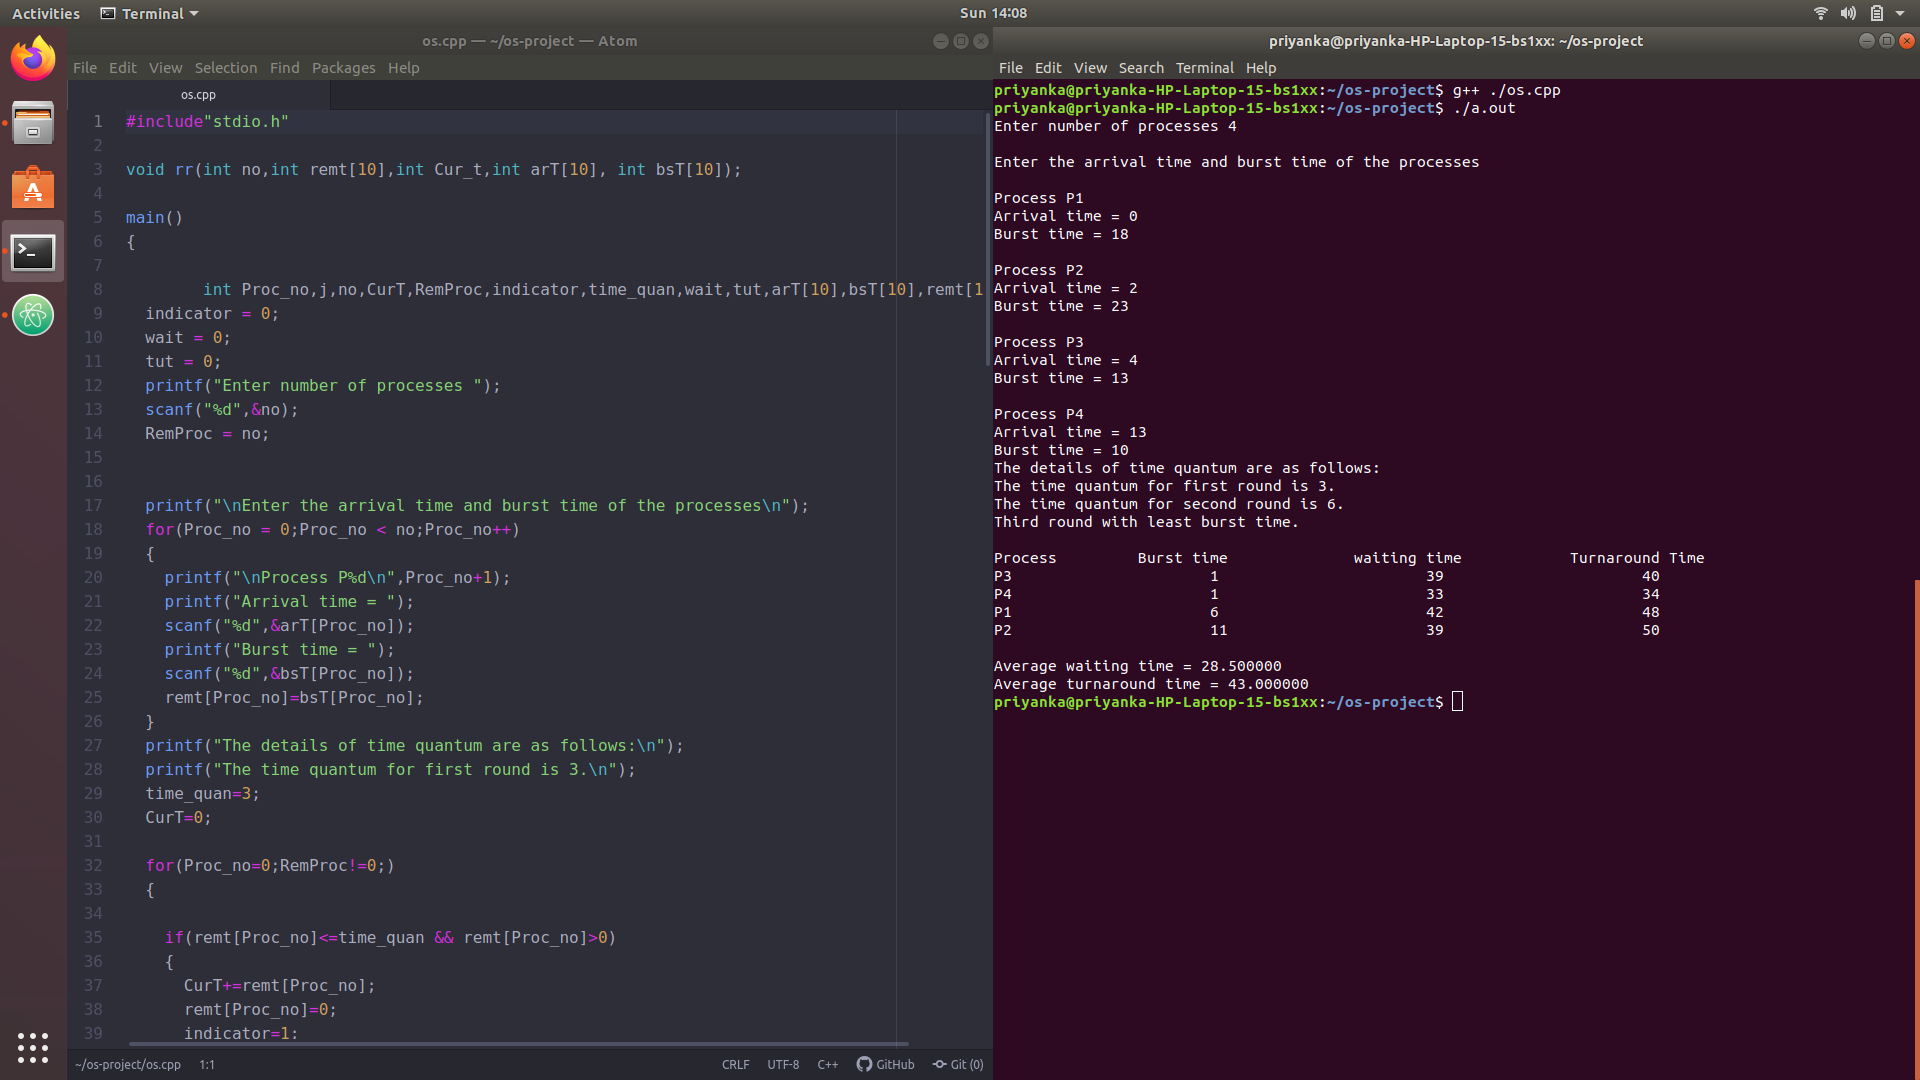 Activities Terminal Sun 14:08
os.cpp — ~/os-project — Atom
File Edit View Selection Find Packages Help
os.cpp
1 #include"stdio.h"
2
3 void rr(int no,int remt[10],int Cur_t,int arT[10], int bsT[10]);
4
5 main()
6 {
7
8 int Proc_no,j,no,CurT,RemProc,indicator,time_quan,wait,tut,arT[10],bsT[10],remt[1
9 indicator = 0;
10 wait = 0;
11 tut = 0;
12 printf("Enter number of processes ");
13 scanf("%d",&no);
14 RemProc = no;
15
16
17 printf("\nEnter the arrival time and burst time of the processes\n");
18 for(Proc_no = 0;Proc_no < no;Proc_no++)
19 {
20 printf("\nProcess P%d\n",Proc_no+1);
21 printf("Arrival time = ");
22 scanf("%d",&arT[Proc_no]);
23 printf("Burst time = ");
24 scanf("%d",&bsT[Proc_no]);
25 remt[Proc_no]=bsT[Proc_no];
26 }
27 printf("The details of time quantum are as follows:\n");
28 printf("The time quantum for first round is 3.\n");
29 time_quan=3;
30 CurT=0;
31
32 for(Proc_no=0;RemProc!=0;)
33 {
34
35 if(remt[Proc_no]<=time_quan && remt[Proc_no]>0)
36 {
37 CurT+=remt[Proc_no];
38 remt[Proc_no]=0;
39 indicator=1;
~/os-project/os.cpp 1:1 CRLF UTF-8 C++ GitHub Git (0)
priyanka@priyanka-HP-Laptop-15-bs1xx: ~/os-project
File Edit View Search Terminal Help
priyanka@priyanka-HP-Laptop-15-bs1xx:~/os-project$ g++ ./os.cpp
priyanka@priyanka-HP-Laptop-15-bs1xx:~/os-project$ ./a.out
Enter number of processes 4
Enter the arrival time and burst time of the processes
Process P1
Arrival time = 0
Burst time = 18
Process P2
Arrival time = 2
Burst time = 23
Process P3
Arrival time = 4
Burst time = 13
Process P4
Arrival time = 13
Burst time = 10
The details of time quantum are as follows:
The time quantum for first round is 3.
The time quantum for second round is 6.
Third round with least burst time.
Process Burst time waiting time Turnaround Time
P3 1 39 40
P4 1 33 34
P1 6 42 48
P2 11 39 50
Average waiting time = 28.500000
Average turnaround time = 43.000000
priyanka@priyanka-HP-Laptop-15-bs1xx:~/os-project$